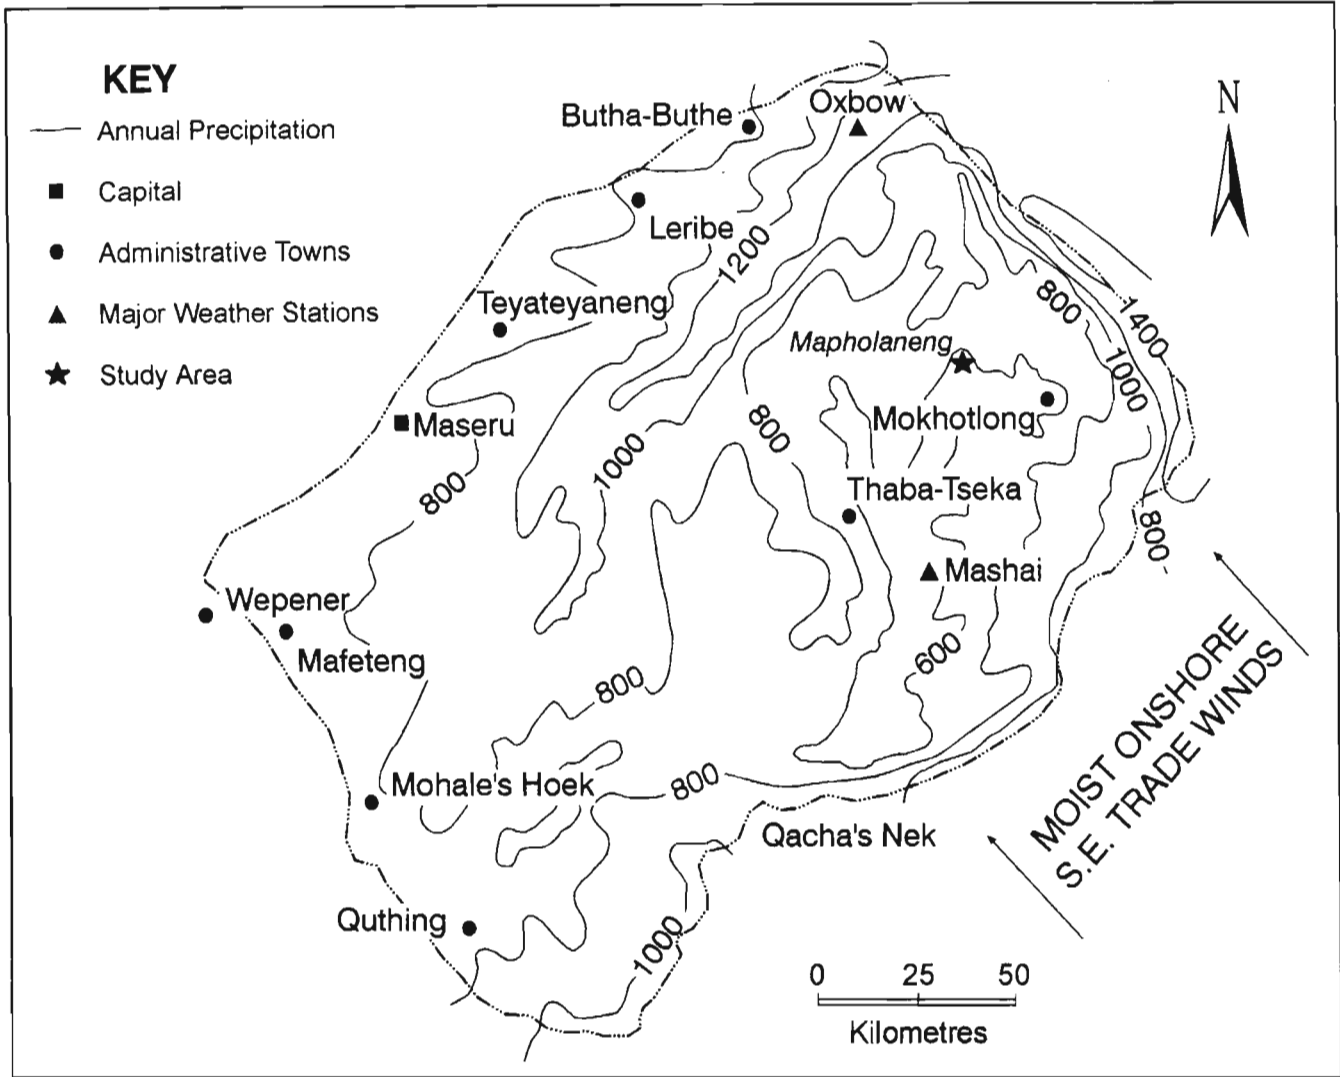 KEY
Annual Precipitation
Capital
Administrative Towns
Major Weather Stations
Study Area
N
Butha-Buthe
Oxbow
Leribe
1200
Teyateyaneng
800
1400
Mapholaneng
1000
Maseru
800
Mokhotlong
1000
800
Thaba-Tseka
800
Mashai
Wepener
Mafeteng
600
800
MOIST ONSHORE
S.E. TRADE WINDS
Mohale's Hoek
800
Qacha's Nek
Quthing
1000
0 25 50
Kilometres